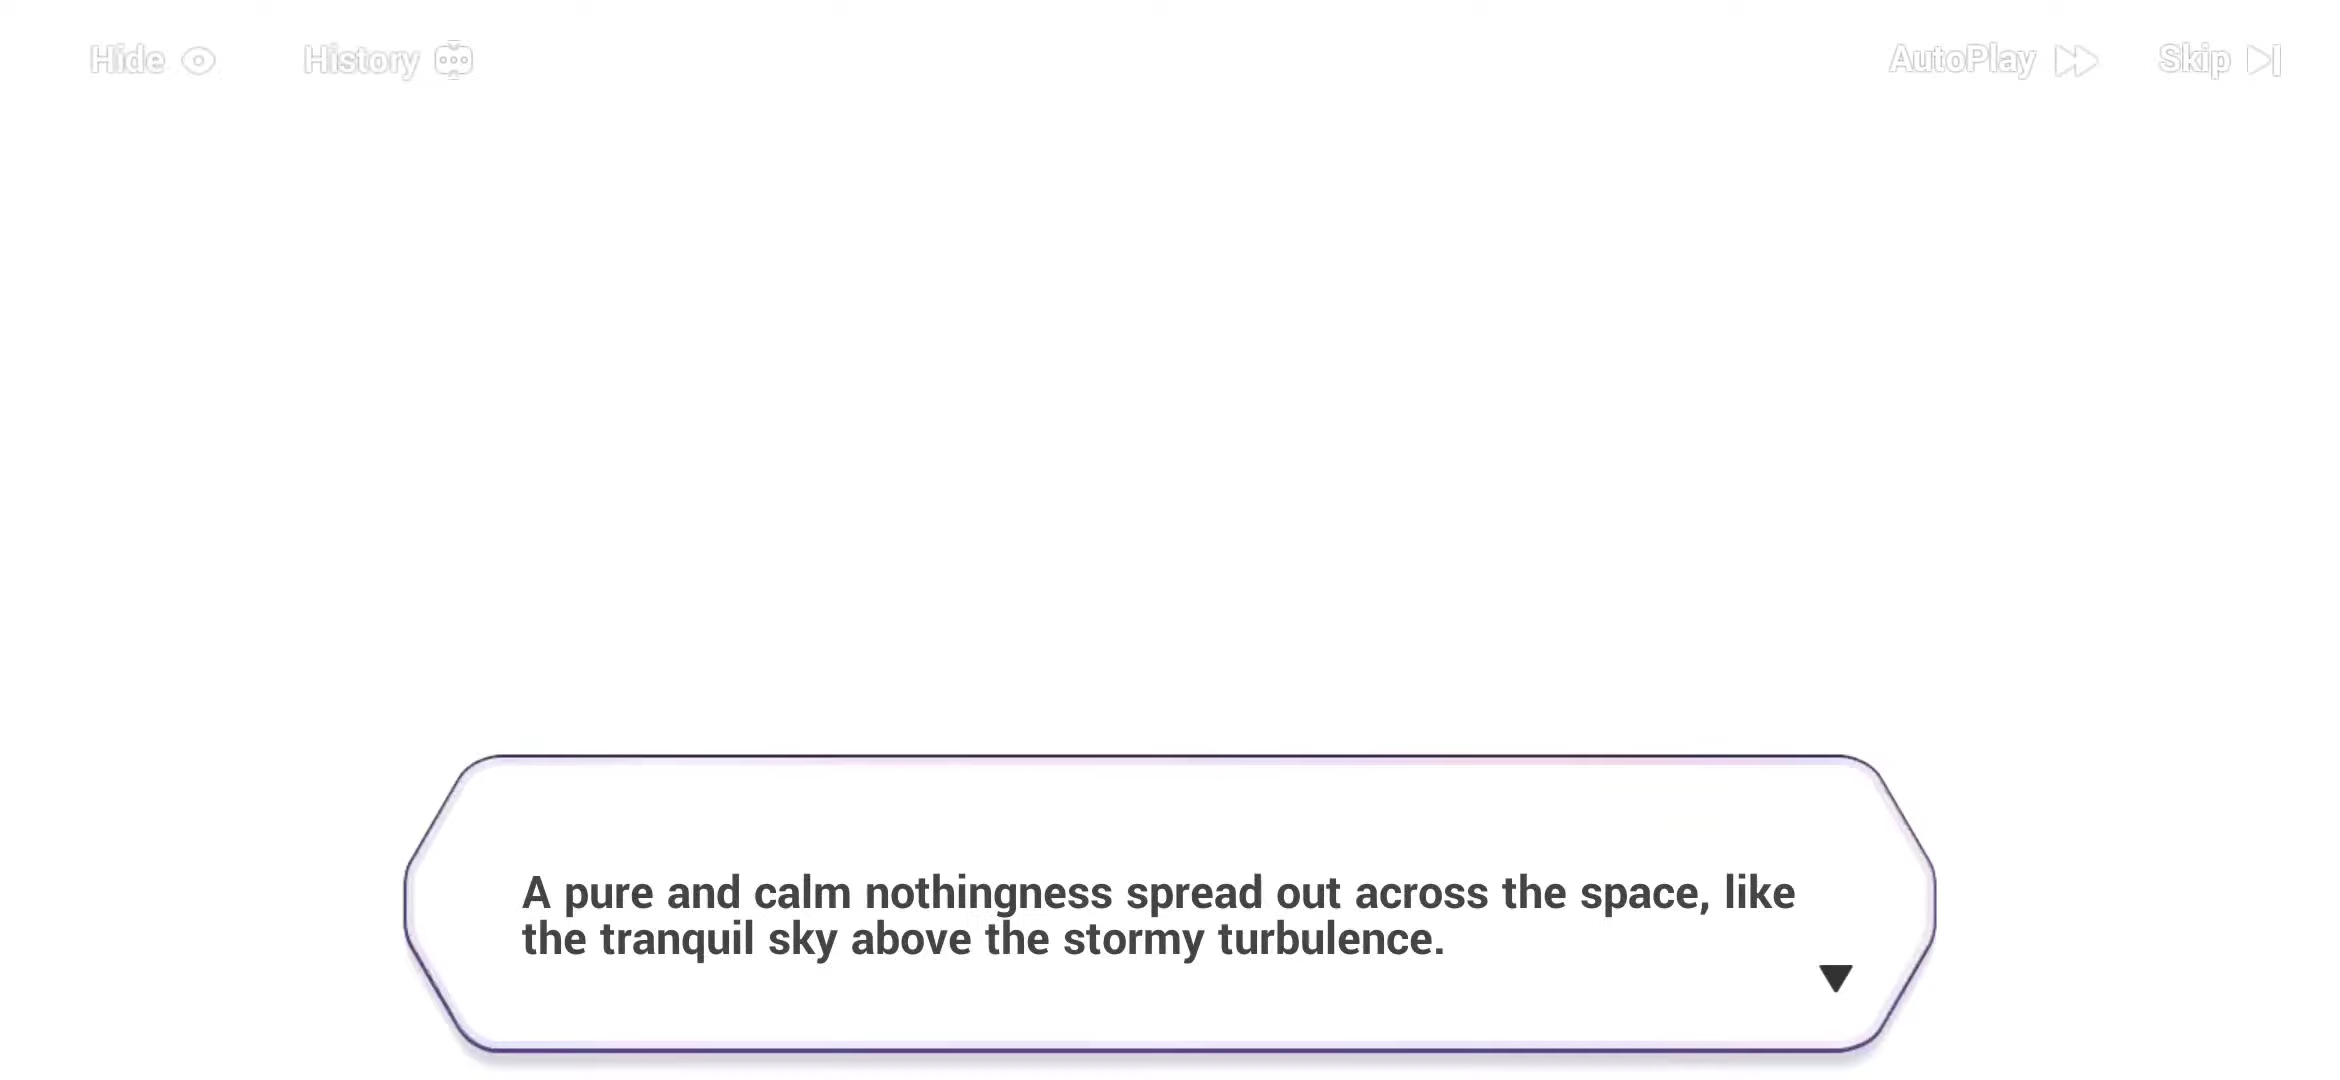 Hide
History
AutoPlay
Skip
A pure and calm nothingness spread out across the space, like
the tranquil sky above the stormy turbulence.